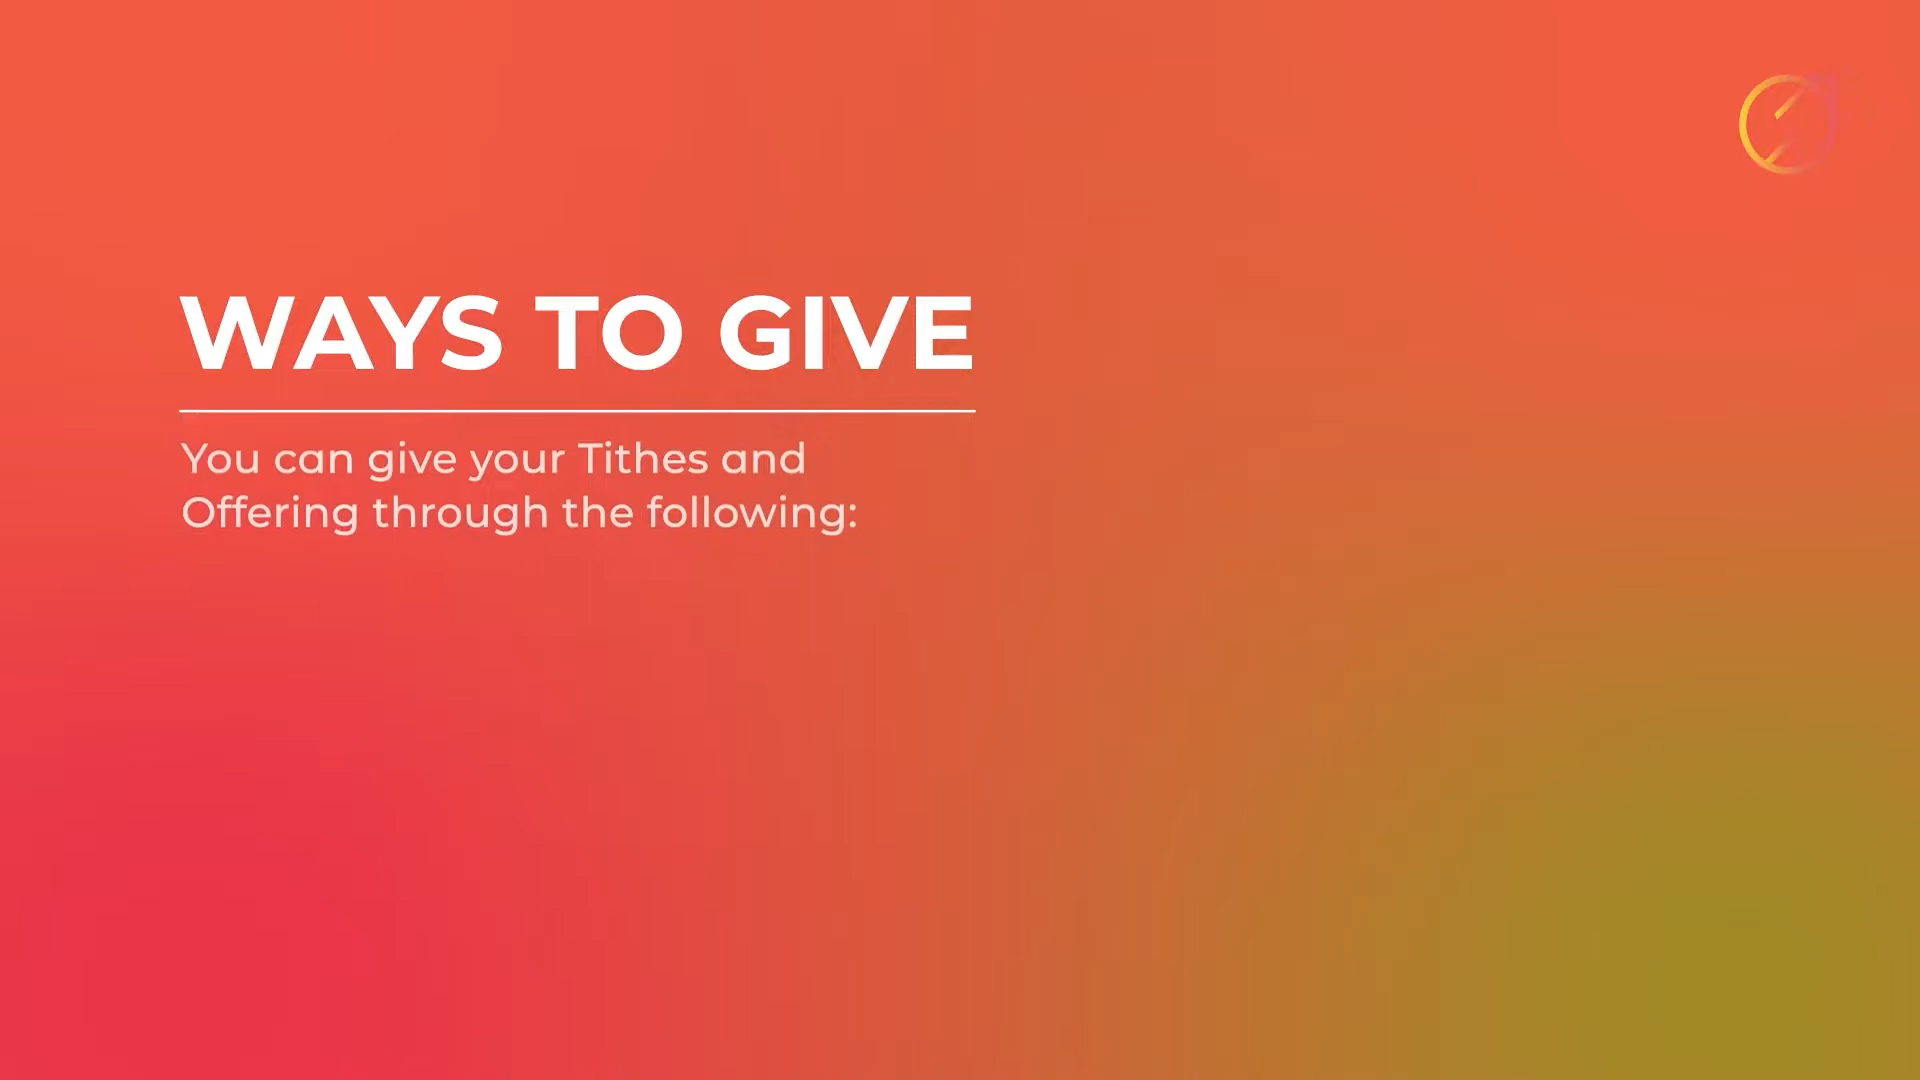 WAYS TO GIVE
You can give your Tithes and
Offering through the following: